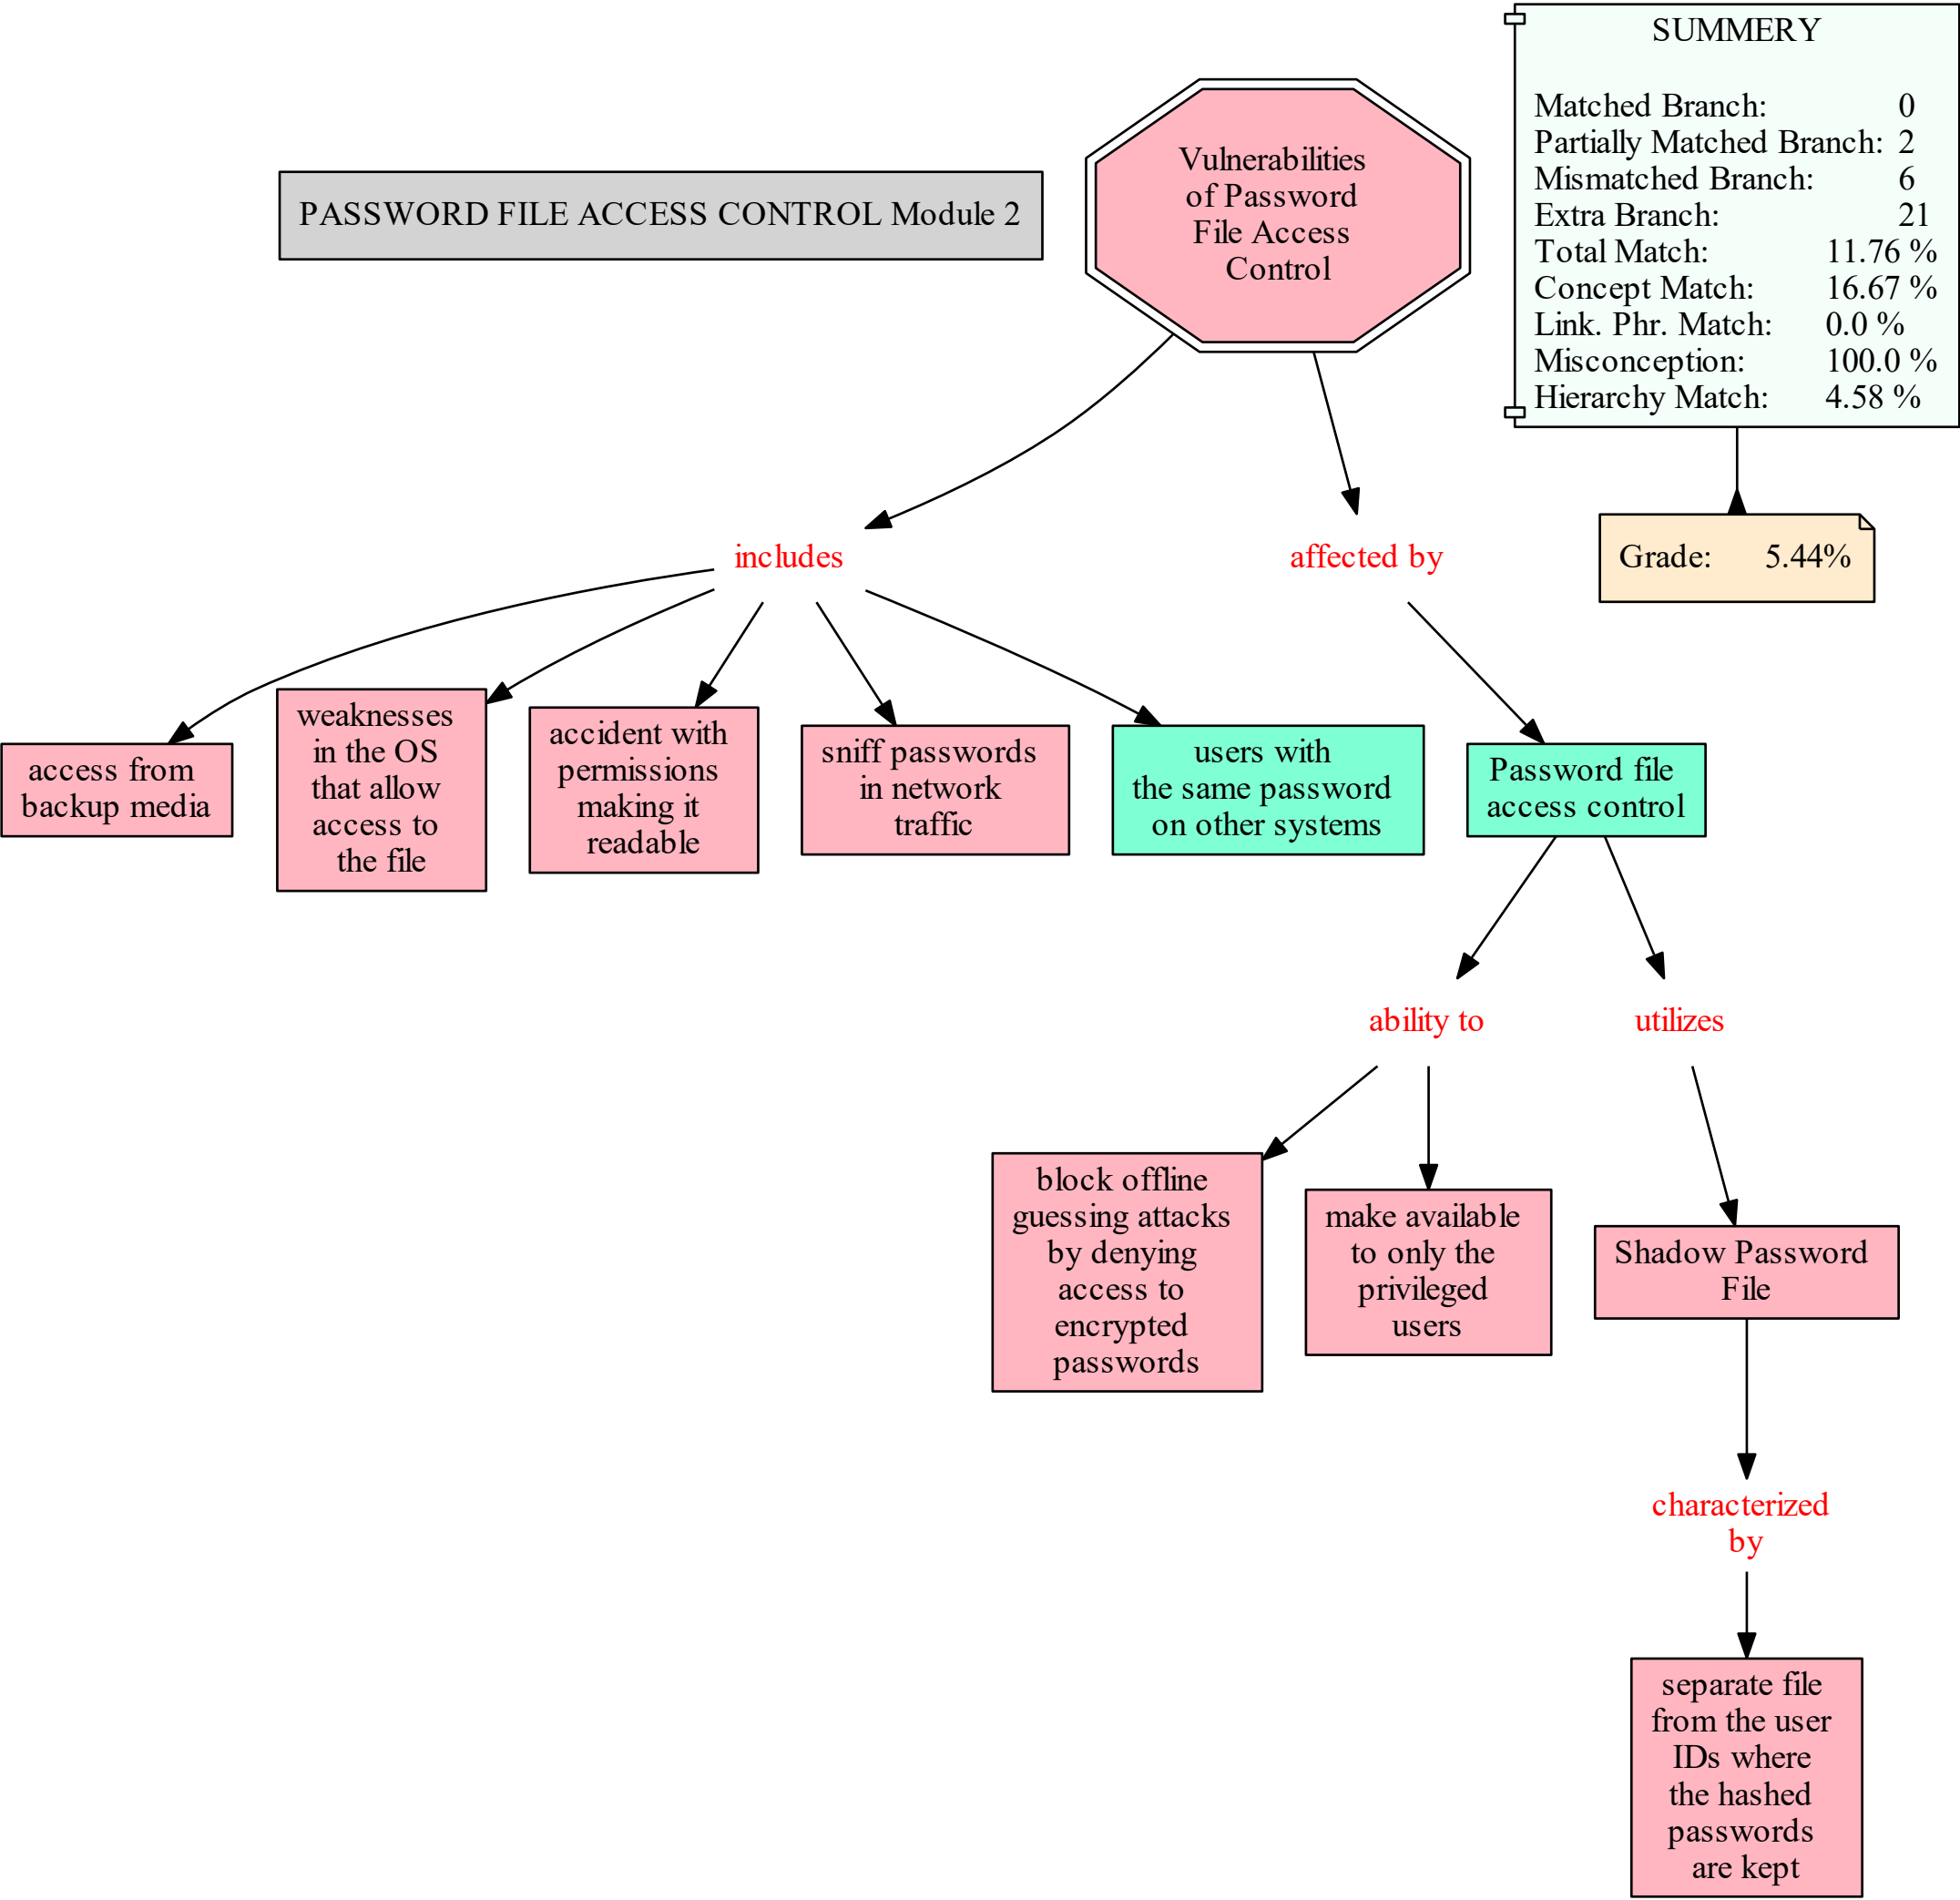 SUMMERY
Matched Branch: 0
Partially Matched Branch: 2
Mismatched Branch: 6
Extra Branch: 21
Total Match: 11.76 %
Concept Match: 16.67 %
Link. Phr. Match: 0.0 %
Misconception: 100.0 %
Hierarchy Match: 4.58 %
PASSWORD FILE ACCESS CONTROL Module 2
Vulnerabilities
of Password
File Access
Control
includes
affected by
Grade: 5.44%
access from
backup media
weaknesses
in the OS
that allow
access to
the file
accident with
permissions
making it
readable
sniff passwords
in network
traffic
users with
the same password
on other systems
Password file
access control
ability to
utilizes
block offline
guessing attacks
by denying
access to
encrypted
passwords
make available
to only the
privileged
users
Shadow Password
File
characterized
by
separate file
from the user
IDs where
the hashed
passwords
are kept